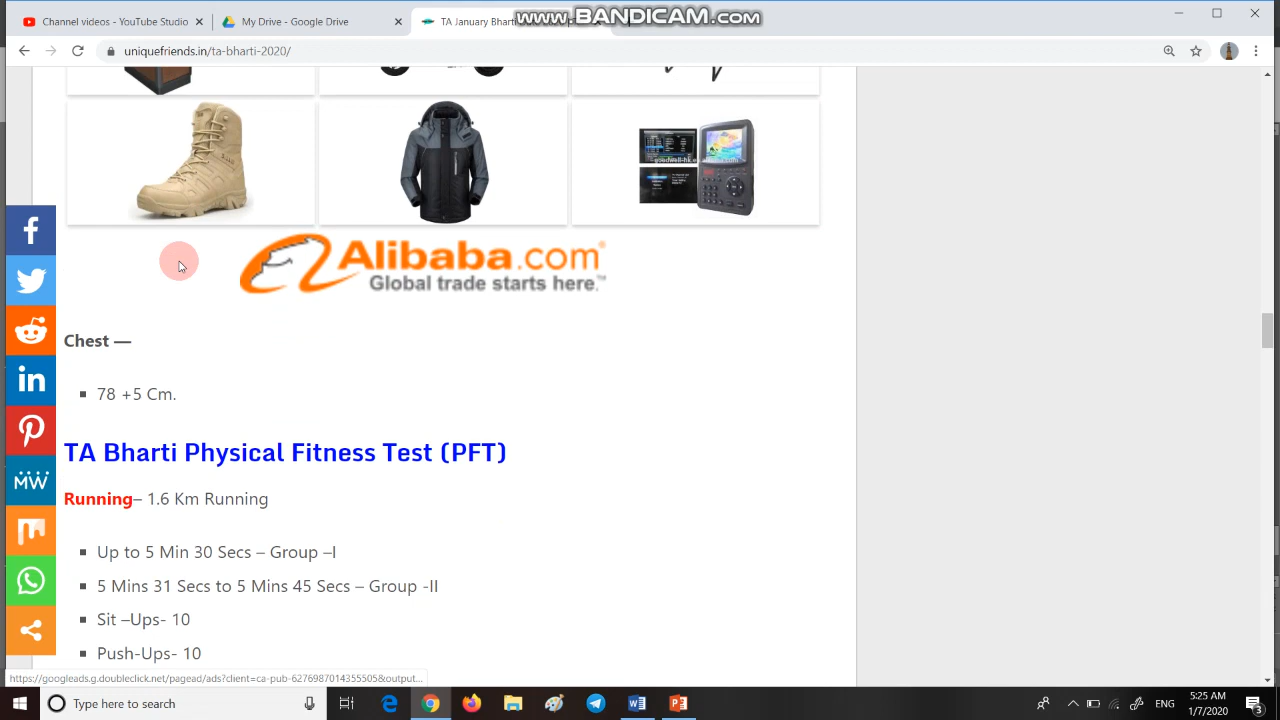 www.BANDICAM.com
Channel videos - YouTube Studio
My Drive - Google Drive
TA January Bharti
uniquefriends.in/ta-bharti-2020/
Alibaba.com
Global trade starts here.™
Chest —
78 +5 Cm.
TA Bharti Physical Fitness Test (PFT)
Running– 1.6 Km Running
Up to 5 Min 30 Secs – Group –I
5 Mins 31 Secs to 5 Mins 45 Secs – Group -II
Sit –Ups- 10
Push-Ups- 10
https://googleads.g.doubleclick.net/pagead/ads?client=ca-pub-6276987014355505&output...
Type here to search
ENG
5:25 AM
1/7/2020
3